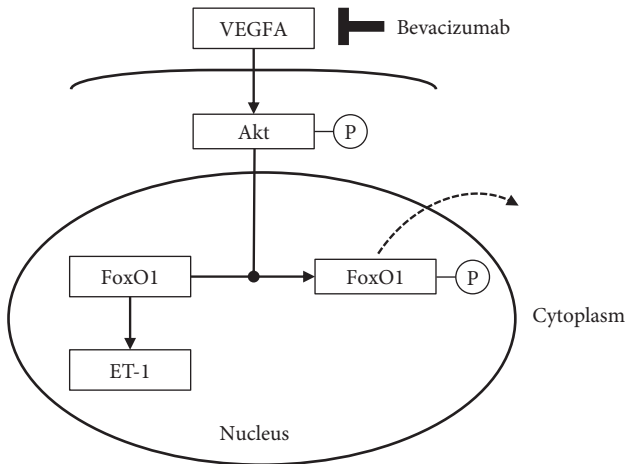 VEGFA
Bevacizumab
Akt
P
FoxO1
FoxO1
P
Cytoplasm
ET-1
Nucleus